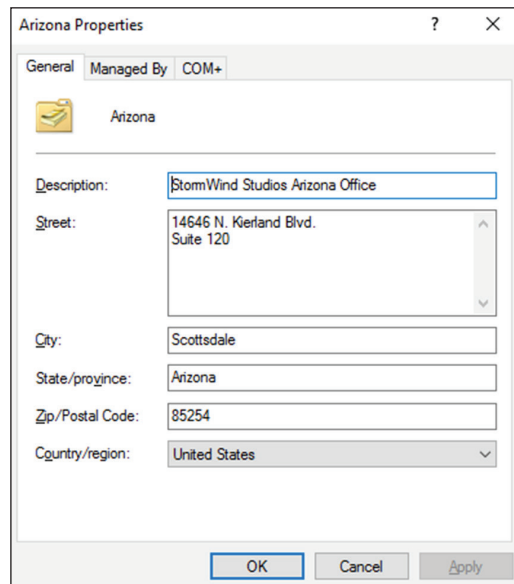 Arizona Properties ? X
General Managed By COM+
Arizona
Description: StormWind Studios Arizona Office
Street: 14646 N. Kierland Blvd.
Suite 120
City: Scottsdale
State/province: Arizona
Zip/Postal Code: 85254
Country/region: United States
OK Cancel Apply